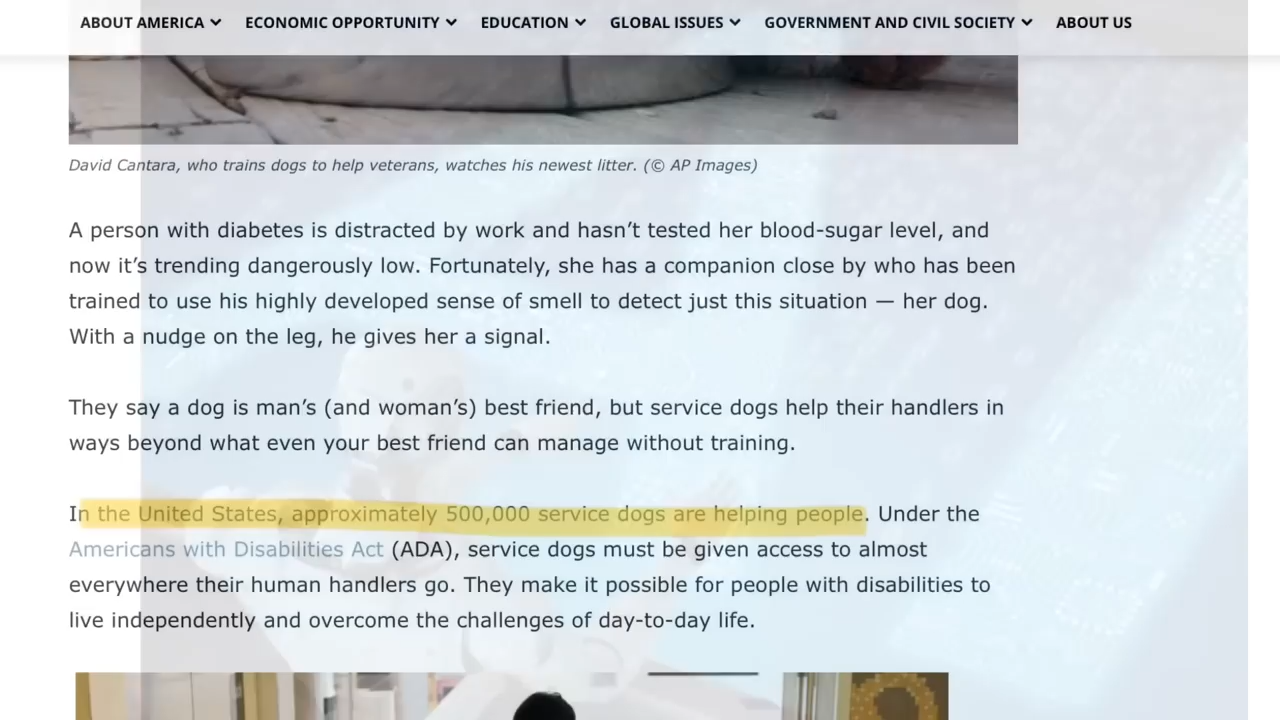 ABOUT AMERICA ECONOMIC OPPORTUNITY EDUCATION GLOBAL ISSUES GOVERNMENT AND CIVIL SOCIETY ABOUT US
David Cantara, who trains dogs to help veterans, watches his newest litter. (© AP Images)
A person with diabetes is distracted by work and hasn’t tested her blood-sugar level, and
now it’s trending dangerously low. Fortunately, she has a companion close by who has been
trained to use his highly developed sense of smell to detect just this situation — her dog.
With a nudge on the leg, he gives her a signal.
They say a dog is man’s (and woman’s) best friend, but service dogs help their handlers in
ways beyond what even your best friend can manage without training.
In the United States, approximately 500,000 service dogs are helping people. Under the
Americans with Disabilities Act (ADA), service dogs must be given access to almost
everywhere their human handlers go. They make it possible for people with disabilities to
live independently and overcome the challenges of day-to-day life.